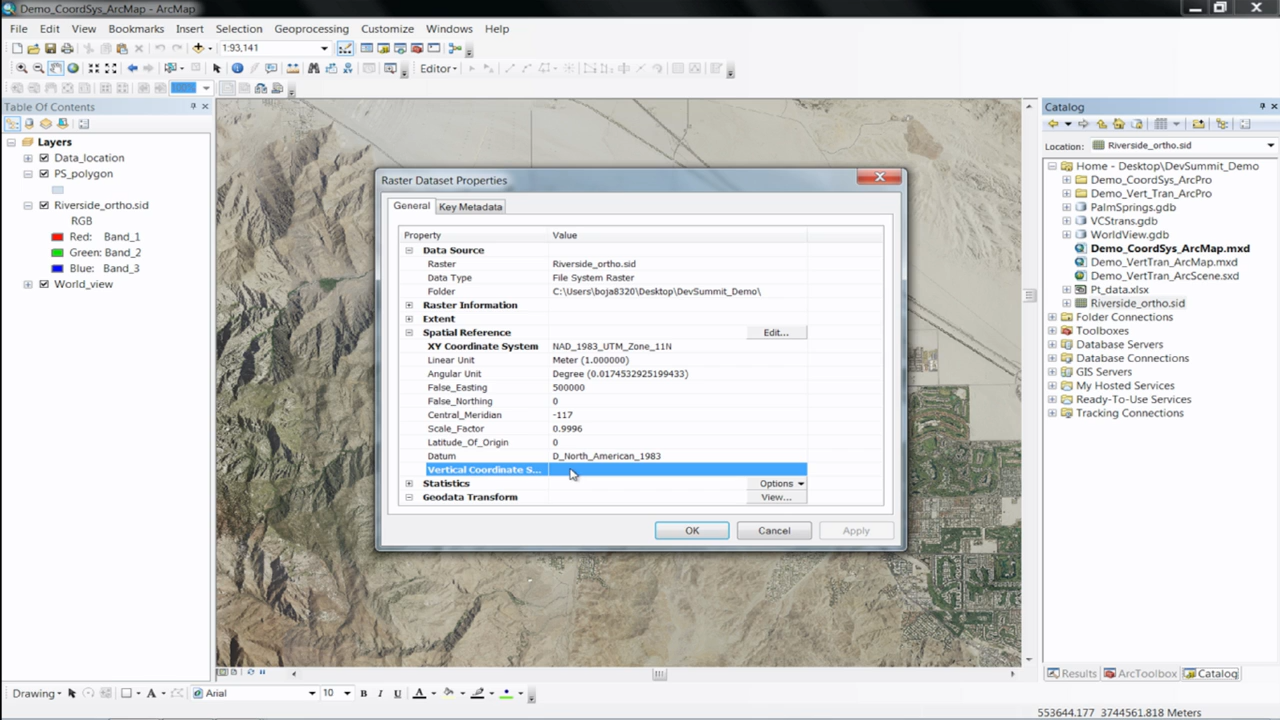 Demo_CoordSys_ArcMap - ArcMap
File Edit View Bookmarks Insert Selection Geoprocessing Customize Windows Help
1:93,141
Editor
100%
Table Of Contents
Layers
Data_location
PS_polygon
Riverside_ortho.sid
RGB
Red: Band_1
Green: Band_2
Blue: Band_3
World_view
Raster Dataset Properties
General Key Metadata
Property Value
Data Source
Raster Riverside_ortho.sid
Data Type File System Raster
Folder C:\Users\boja8320\Desktop\DevSummit_Demo\
Raster Information
Extent
Spatial Reference Edit...
XY Coordinate System NAD_1983_UTM_Zone_11N
Linear Unit Meter (1.000000)
Angular Unit Degree (0.0174532925199433)
False_Easting 500000
False_Northing 0
Central_Meridian -117
Scale_Factor 0.9996
Latitude_Of_Origin 0
Datum D_North_American_1983
Vertical Coordinate S...
Statistics Options
Geodata Transform View...
OK Cancel Apply
Catalog
Location: Riverside_ortho.sid
Home - Desktop\DevSummit_Demo
Demo_CoordSys_ArcPro
Demo_Vert_Tran_ArcPro
PalmSprings.gdb
VCStrans.gdb
WorldView.gdb
Demo_CoordSys_ArcMap.mxd
Demo_VertTran_ArcMap.mxd
Demo_VertTran_ArcScene.sxd
Pt_data.xlsx
Riverside_ortho.sid
Folder Connections
Toolboxes
Database Servers
Database Connections
GIS Servers
My Hosted Services
Ready-To-Use Services
Tracking Connections
Results ArcToolbox Catalog
Drawing A Arial 10 B I U A
553644.177 3744561.818 Meters